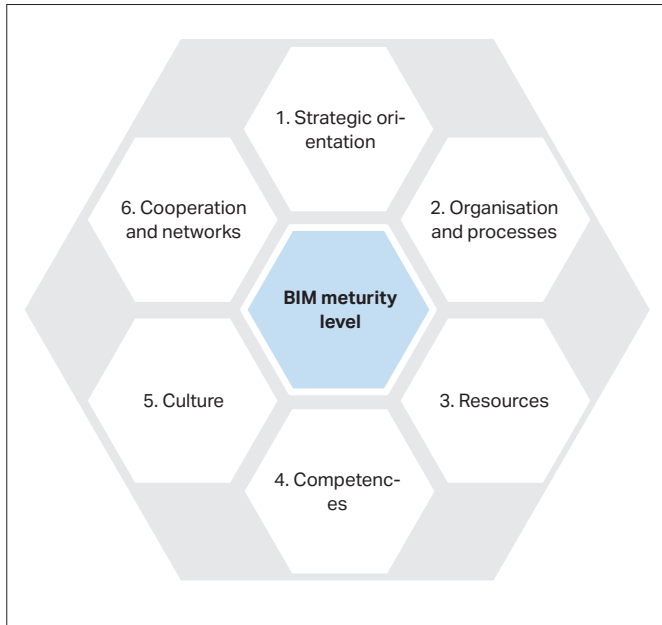 1. Strategic ori-
entation
6. Cooperation
and networks
2. Organisation
and processes
BIM meturity
level
5. Culture
3. Resources
4. Competenc-
es